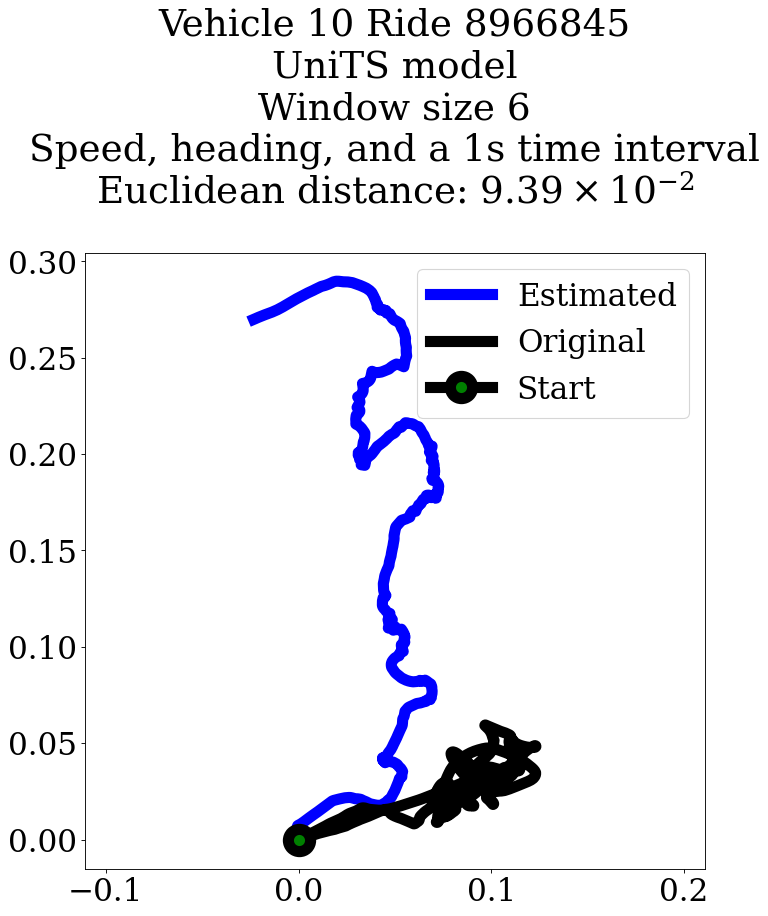 Vehicle 10 Ride 8966845
UniTS model
Window size 6
Speed, heading, and a 1s time interval
Euclidean distance: 9.39 × 10⁻²
0.30
0.25
0.20
0.15
0.10
0.05
0.00
Estimated
Original
Start
−0.1
0.0
0.1
0.2